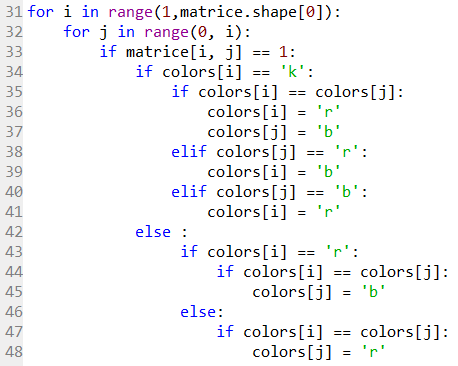 31 for i in range(1,matrice.shape[0]):
32     for j in range(0, i):
33         if matrice[i, j] == 1:
34             if colors[i] == 'k':
35                 if colors[i] == colors[j]:
36                     colors[i] = 'r'
37                     colors[j] = 'b'
38                 elif colors[j] == 'r':
39                     colors[i] = 'b'
40                 elif colors[j] == 'b':
41                     colors[i] = 'r'
42             else :
43                  if colors[i] == 'r':
44                      if colors[i] == colors[j]:
45                          colors[j] = 'b'
46                  else:
47                      if colors[i] == colors[j]:
48                          colors[j] = 'r'